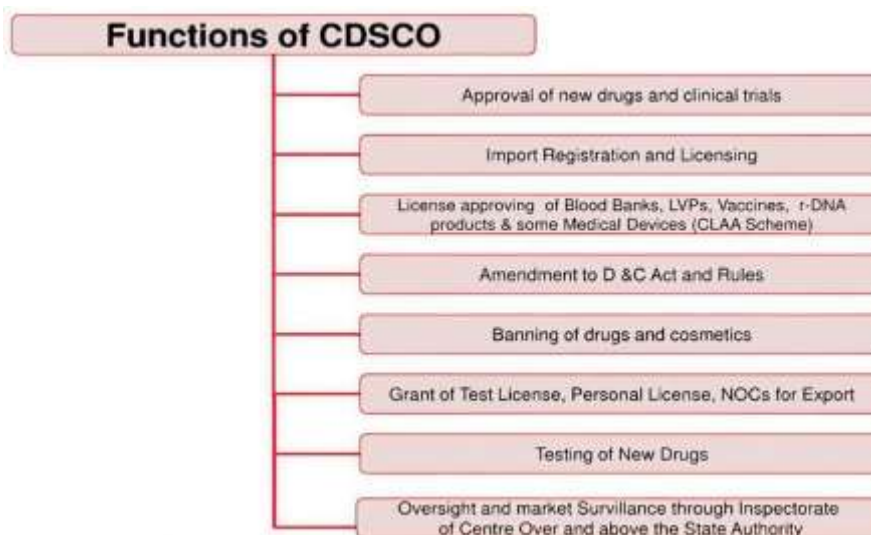 Functions of CDSCO
Approval of new drugs and clinical trials
Import Registration and Licensing
License approving of Blood Banks, LVPs, Vaccines, r-DNA
products & some Medical Devices (CLAA Scheme)
Amendment to D &C Act and Rules
Banning of drugs and cosmetics
Grant of Test License, Personal License, NOCs for Export
Testing of New Drugs
Oversight and market Survillance through Inspectorate
of Centre Over and above the State Authority